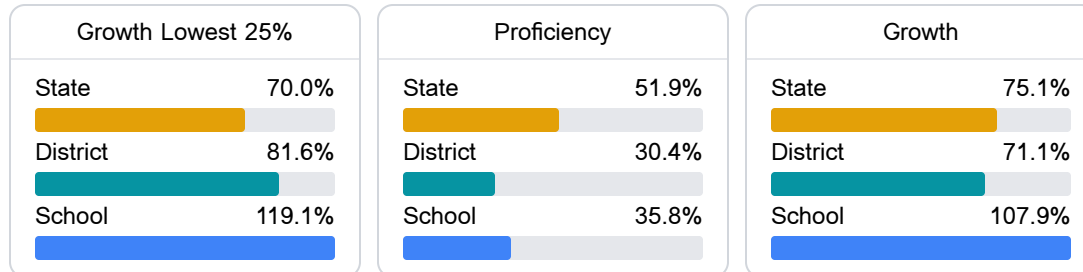 Growth Lowest 25%
State 70.0%
District 81.6%
School 119.1%
Proficiency
State 51.9%
District 30.4%
School 35.8%
Growth
State 75.1%
District 71.1%
School 107.9%